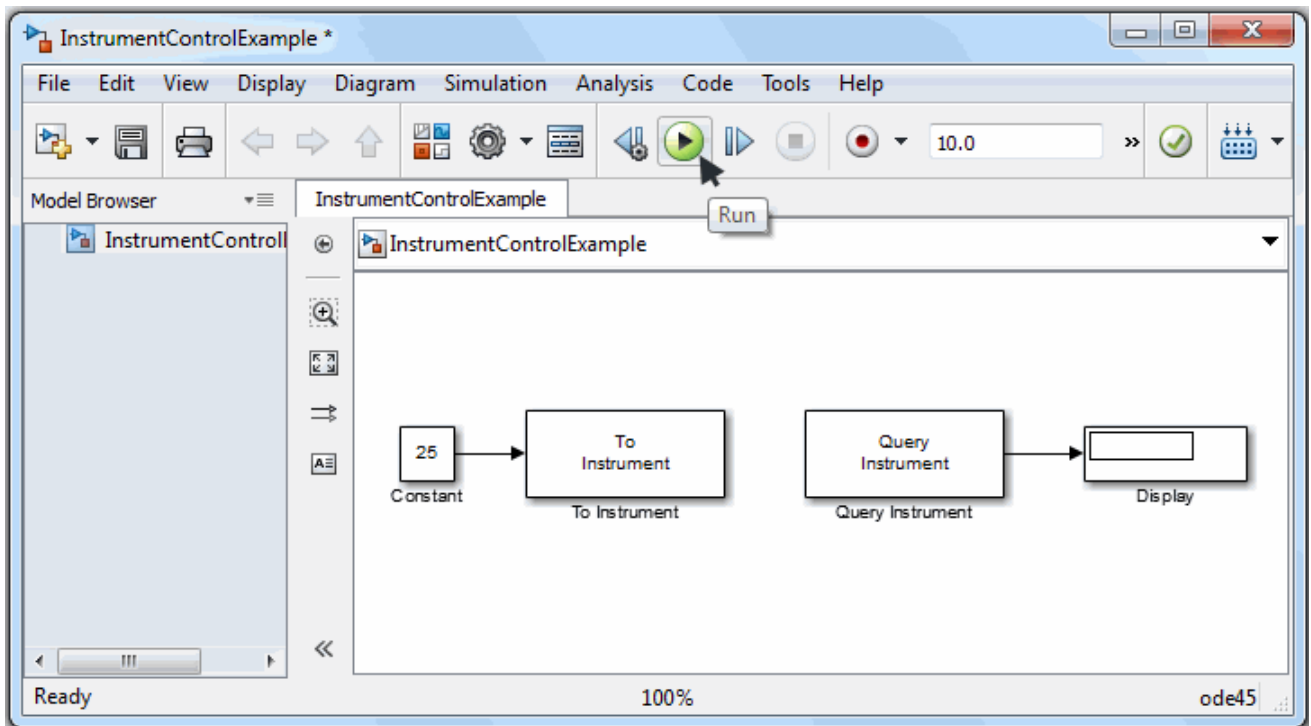 InstrumentControlExample *
File Edit View Display Diagram Simulation Analysis Code Tools Help
10.0
Model Browser
InstrumentControlExample
Run
InstrumentControll
InstrumentControlExample
25
Constant
To
Instrument
To Instrument
Query
Instrument
Query Instrument
Display
Ready 100% ode45